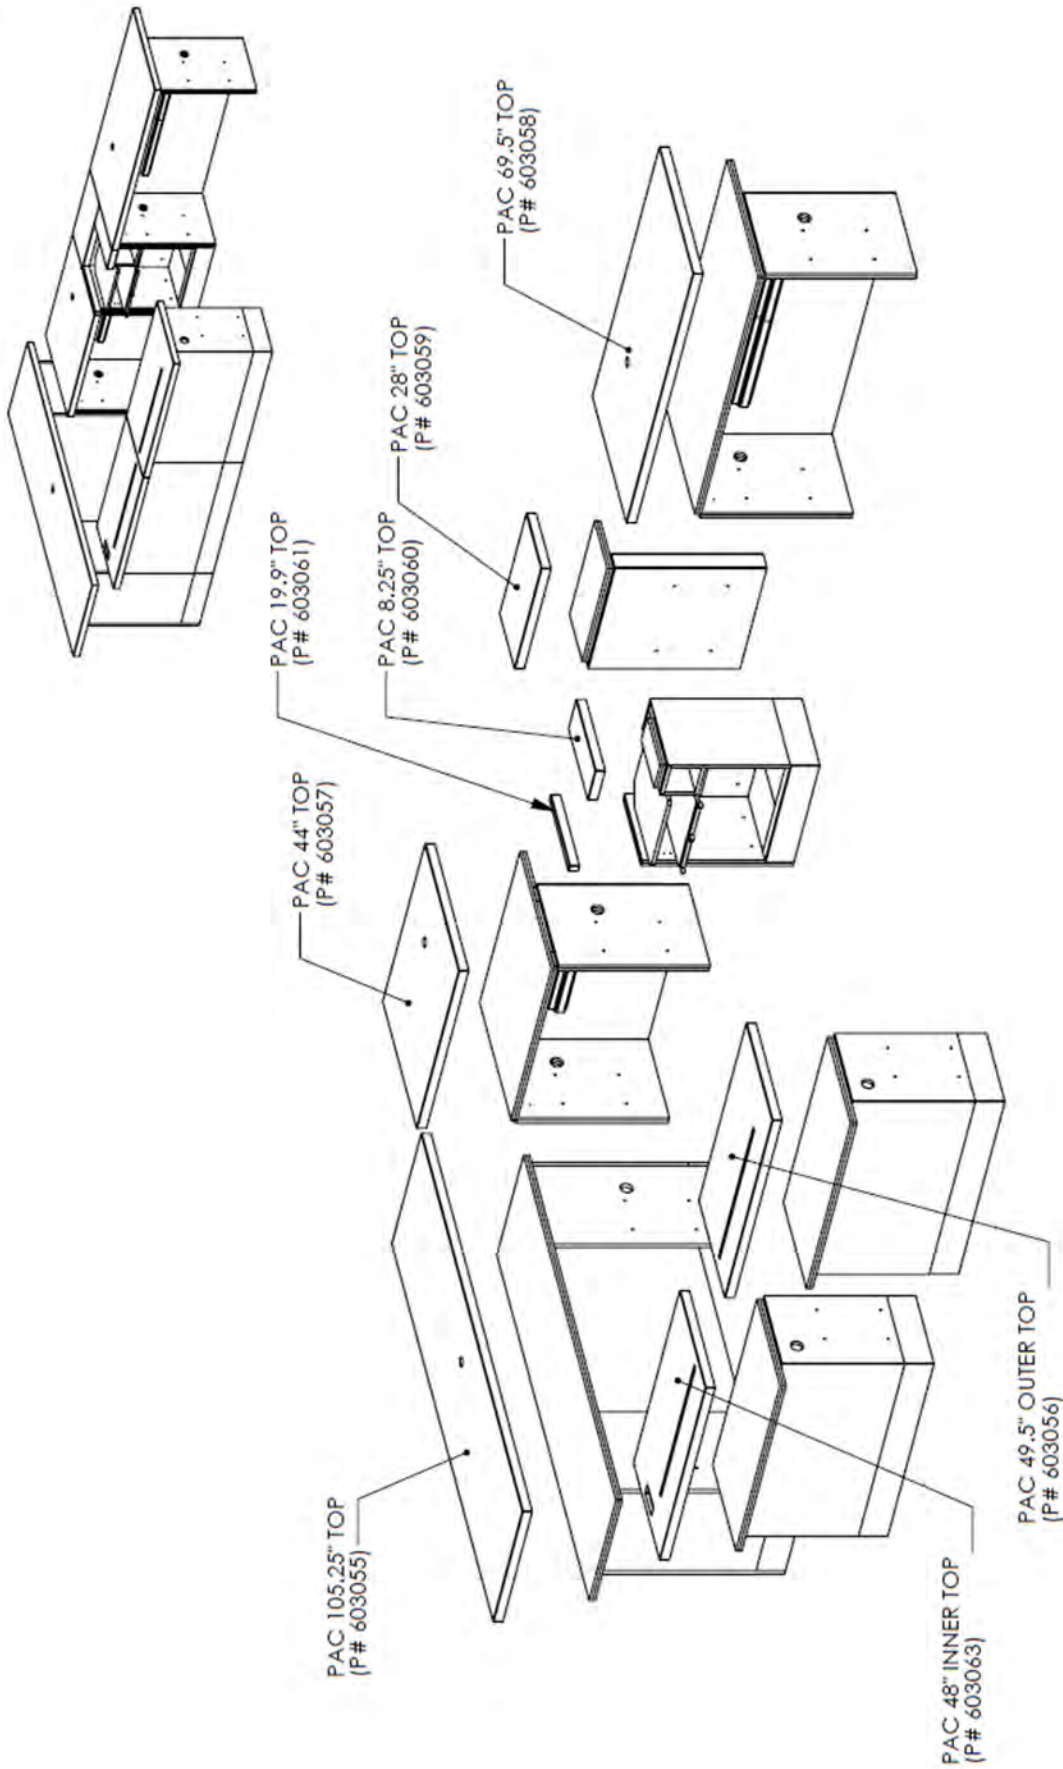 PAC 105.25" TOP
(P# 603055)
PAC 44" TOP
(P# 603057)
PAC 19.9" TOP
(P# 603061)
PAC 8.25" TOP
(P# 603060)
PAC 28" TOP
(P# 603059)
PAC 69.5" TOP
(P# 603058)
PAC 48" INNER TOP
(P# 603063)
PAC 49.5" OUTER TOP
(P# 603056)